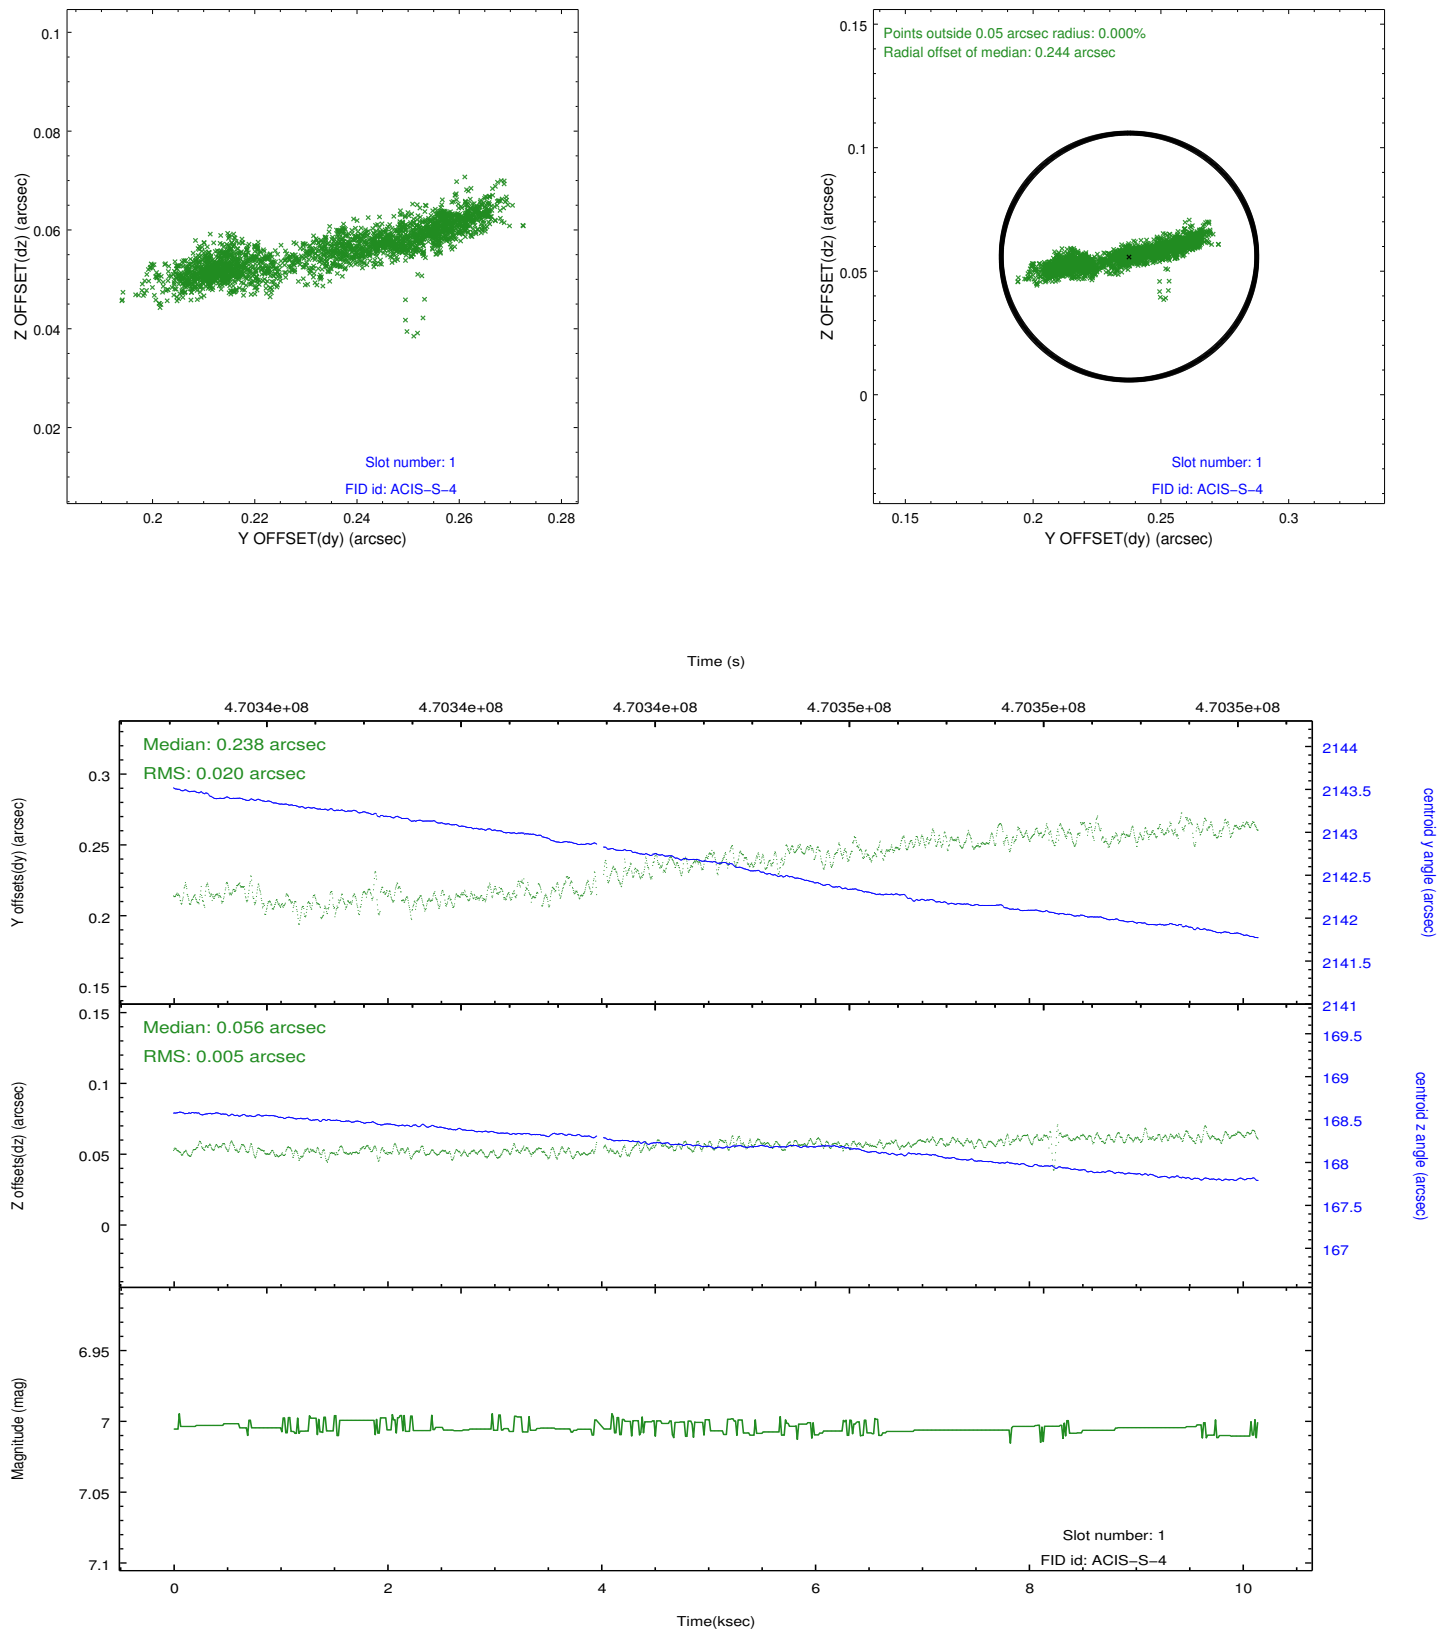 0.1
0.08
0.06
0.04
0.02
Z OFFSET(dz) (arcsec)
Slot number: 1
FID id: ACIS−S−4
0.2 0.22 0.24 0.26 0.28
Y OFFSET(dy) (arcsec)
Points outside 0.05 arcsec radius: 0.000%
Radial offset of median: 0.244 arcsec
0.15
0.1
0.05
0
Z OFFSET(dz) (arcsec)
Slot number: 1
FID id: ACIS−S−4
0.15 0.2 0.25 0.3
Y OFFSET(dy) (arcsec)
Time (s)
4.7034e+08 4.7034e+08 4.7034e+08 4.7035e+08 4.7035e+08 4.7035e+08
Median: 0.238 arcsec
RMS: 0.020 arcsec
0.3
0.25
0.2
0.15
Y offsets(dy) (arcsec)
2144
2143.5
2143
2142.5
2142
2141.5
2141
centroid y angle (arcsec)
Median: 0.056 arcsec
RMS: 0.005 arcsec
0.15
0.1
0.05
0
Z offsets(dz) (arcsec)
169.5
169
168.5
168
167.5
167
centroid z angle (arcsec)
6.95
7
7.05
7.1
Magnitude (mag)
Slot number: 1
FID id: ACIS−S−4
0 2 4 6 8 10
Time(ksec)